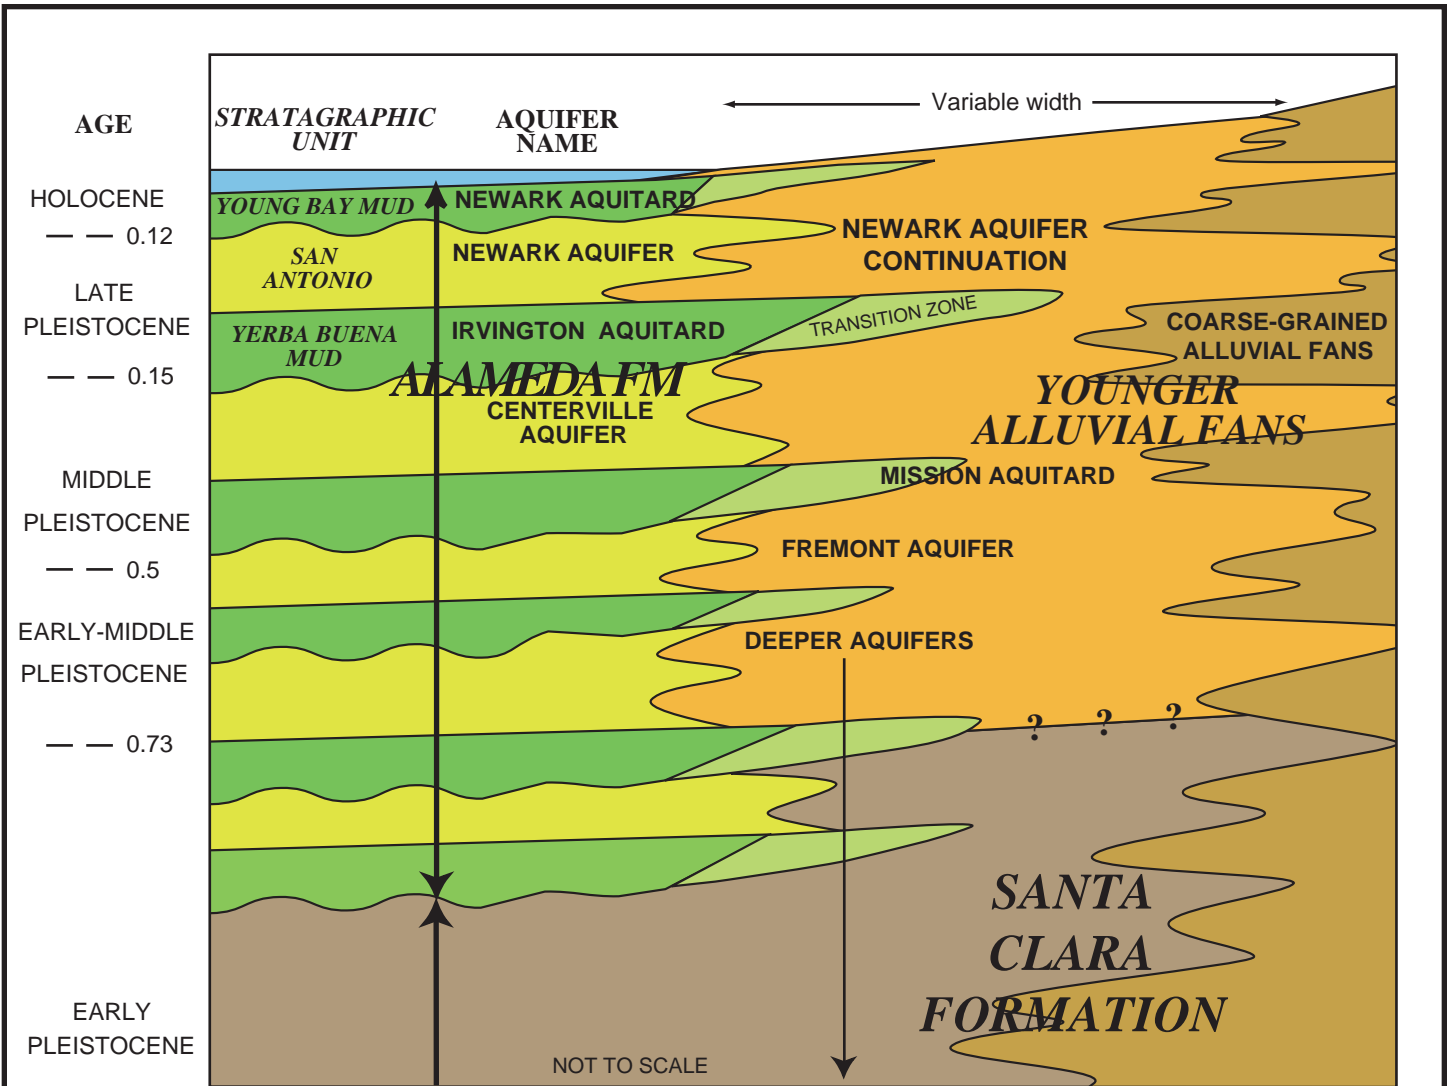 AGE
STRATAGRAPHIC
UNIT
AQUIFER
NAME
Variable width
HOLOCENE
YOUNG BAY MUD
NEWARK AQUITARD
— — 0.12
SAN
ANTONIO
NEWARK AQUIFER
NEWARK AQUIFER
CONTINUATION
LATE
PLEISTOCENE
YERBA BUENA
MUD
IRVINGTON AQUITARD
TRANSITION ZONE
COARSE-GRAINED
ALLUVIAL FANS
— — 0.15
ALAMEDA FM
CENTERVILLE
AQUIFER
YOUNGER
ALLUVIAL FANS
MIDDLE
PLEISTOCENE
MISSION AQUITARD
FREMONT AQUIFER
— — 0.5
EARLY-MIDDLE
PLEISTOCENE
DEEPER AQUIFERS
— — 0.73
? ? ?
SANTA
CLARA
FORMATION
EARLY
PLEISTOCENE
NOT TO SCALE